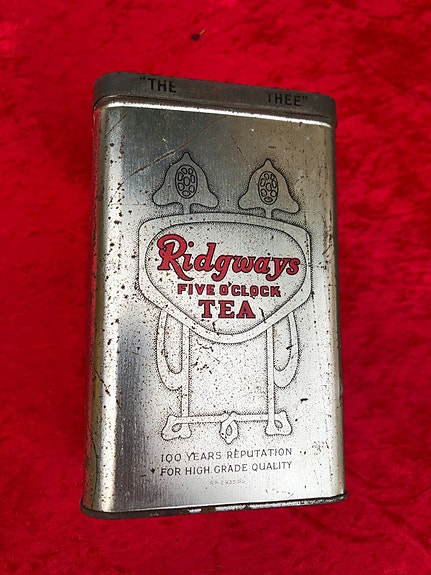 "THE THEE"
Ridgways
FIVE O'CLOCK
TEA
100 YEARS REPUTATION
FOR HIGH GRADE QUALITY